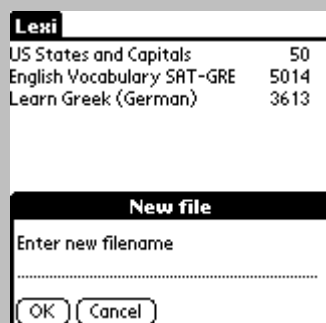 Lexi
US States and Capitals 50
English Vocabulary SAT-GRE 5014
Learn Greek (German) 3613
New file
Enter new filename
OK Cancel